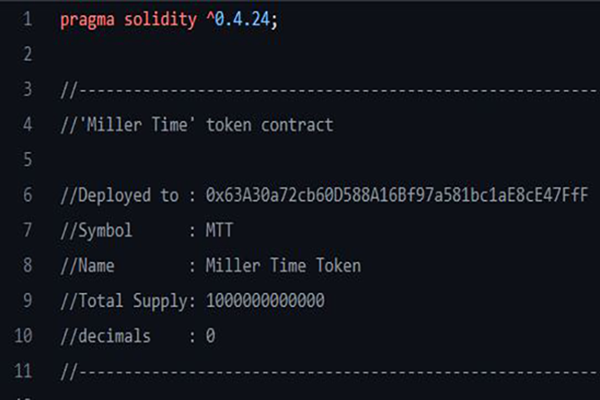 1 pragma solidity ^0.4.24;
2
3 //----------------------------------------------------------
4 //'Miller Time' token contract
5
6 //Deployed to : 0x63A30a72cb60D588A16Bf97a581bc1aE8cE47FfF
7 //Symbol      : MTT
8 //Name        : Miller Time Token
9 //Total Supply: 1000000000000
10 //decimals    : 0
11 //----------------------------------------------------------